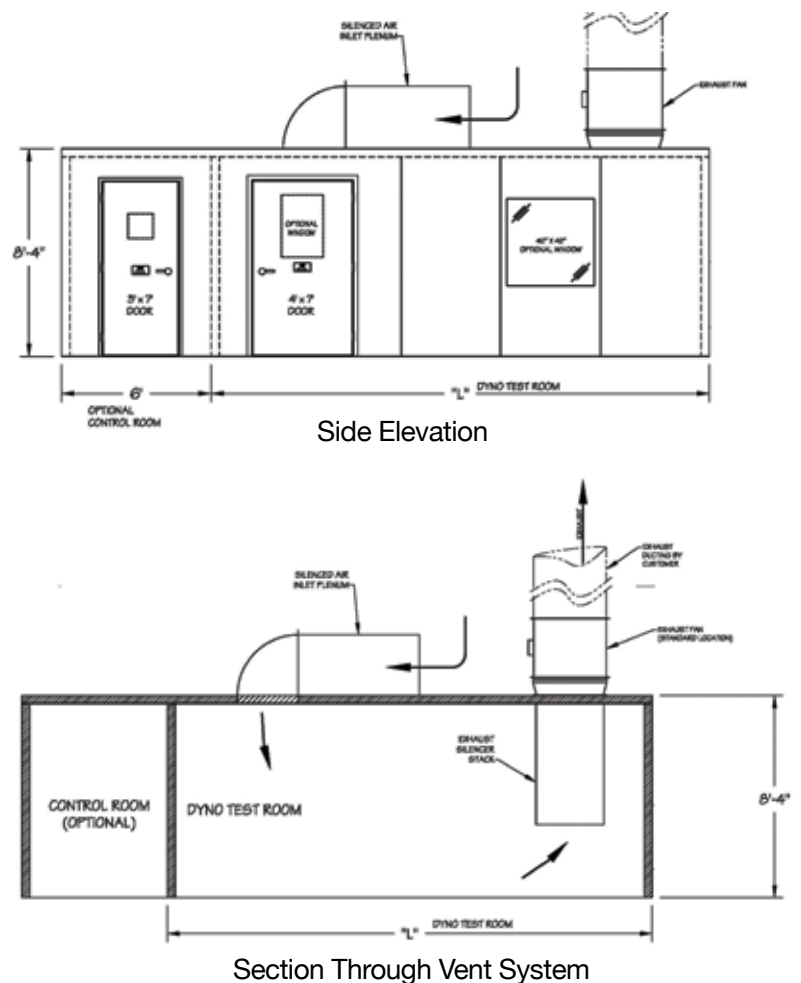 SILENCED AIR
INLET PLENUM
EXHAUST FAN
8'-4"
OPTIONAL
WINDOW
42" X 42"
OPTIONAL WINDOW
3' x 7'
DOOR
4' x 7'
DOOR
6'
"L" DYNO TEST ROOM
OPTIONAL
CONTROL ROOM
Side Elevation
EXHAUST
EXHAUST
DUCTING BY
CUSTOMER
SILENCED AIR
INLET PLENUM
EXHAUST FAN
(STANDARD LOCATION)
EXHAUST
SILENCER
STACK
8'-4"
CONTROL ROOM
(OPTIONAL)
DYNO TEST ROOM
"L" DYNO TEST ROOM
Section Through Vent System